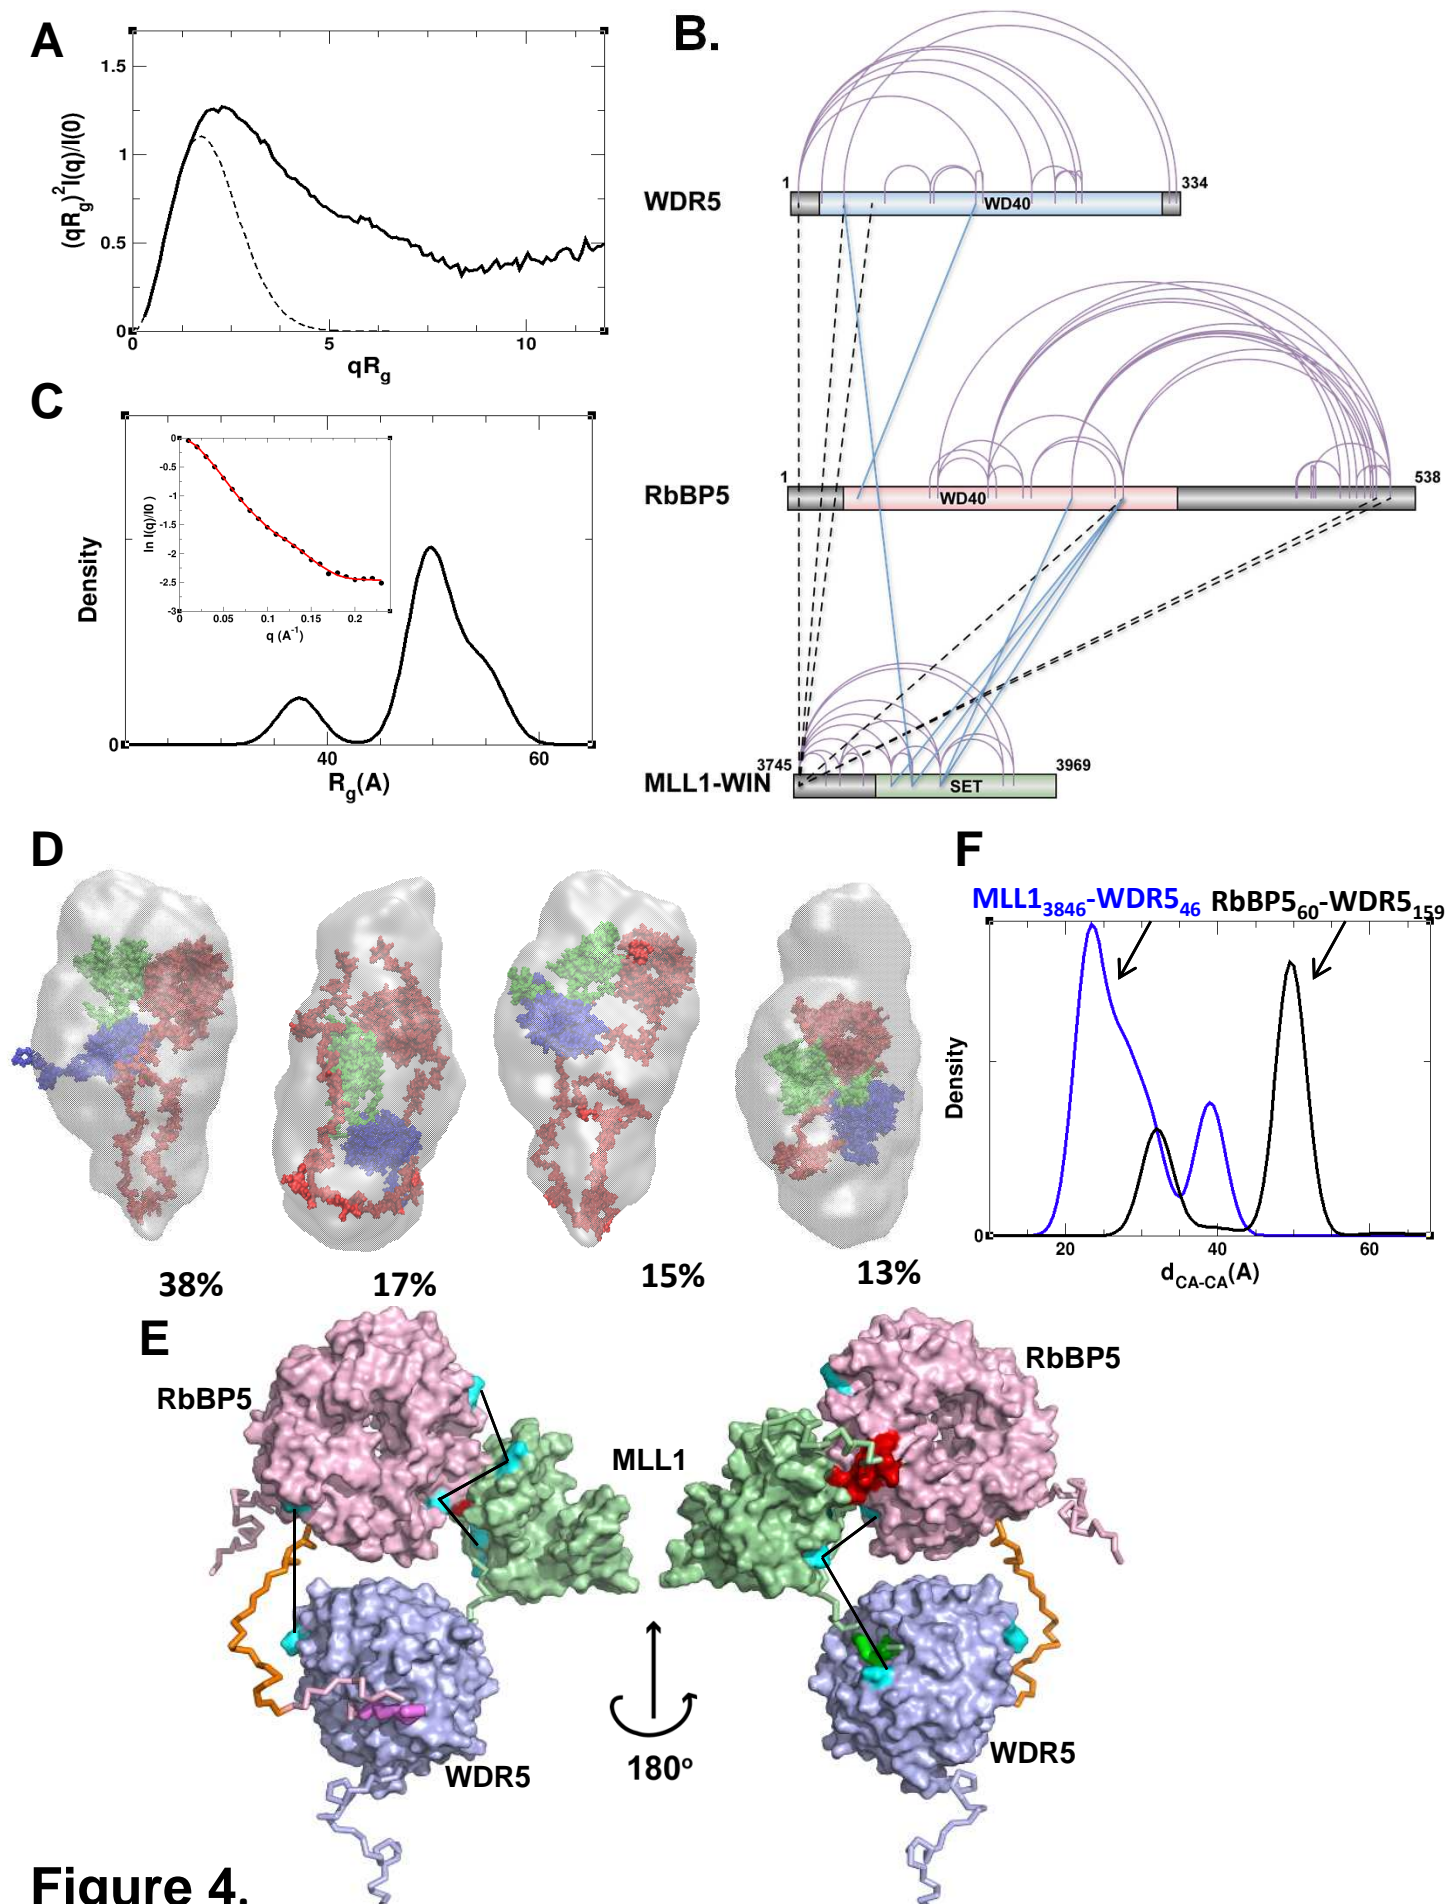 A
1.5
1
0.5
0
0
5
10
(qRg)2I(q)/I(0)
qRg
B.
1
334
WDR5
WD40
1
538
RbBP5
WD40
3745
3969
MLL1-WIN
SET
C
Density
0
40
60
Rg(A)
0
-0.5
-1
-1.5
-2
-2.5
-3
ln I(q)/I0 )
0
0.05
0.1
0.15
0.2
q (A-1)
D
38%
17%
15%
13%
F
MLL13846-WDR546 RbBP560-WDR5159
Density
0
20
40
60
dCA-CA(A)
E
RbBP5
MLL1
RbBP5
WDR5
180o
WDR5
Figure 4.